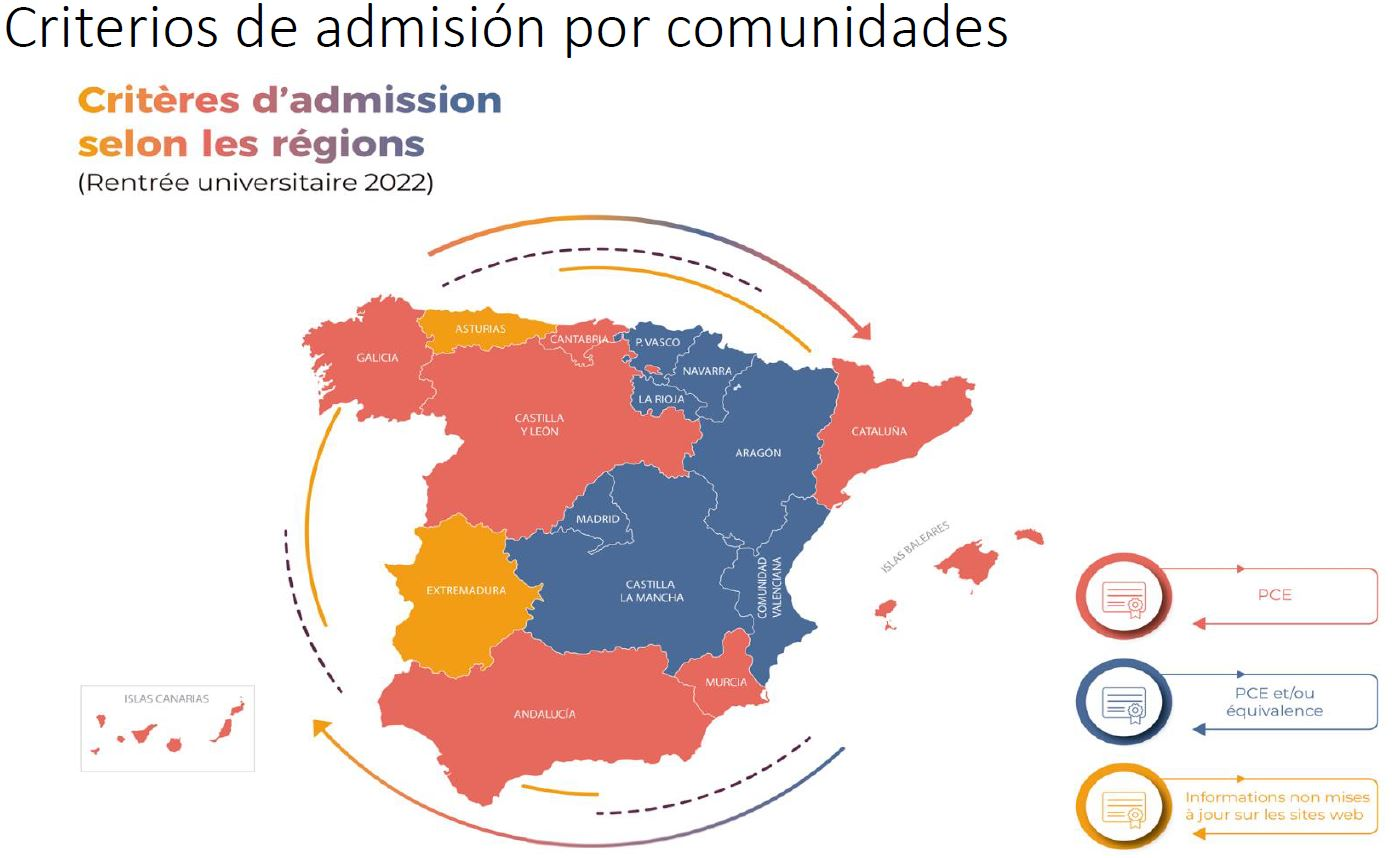 Criterios de admisión por comunidades
Critères d'admission
selon les régions
(Rentrée universitaire 2022)
ASTURIAS
CANTABRIA
P. VASCO
GALICIA
NAVARRA
LA RIOJA
CASTILLA
Y LEÓN
CATALUÑA
ARAGÓN
MADRID
ISLAS BALEARES
EXTREMADURA
CASTILLA
LA MANCHA
COMUNIDAD
VALENCIANA
PCE
MURCIA
ISLAS CANARIAS
ANDALUCÍA
PCE et/ou
équivalence
Informations non mises
à jour sur les sites web